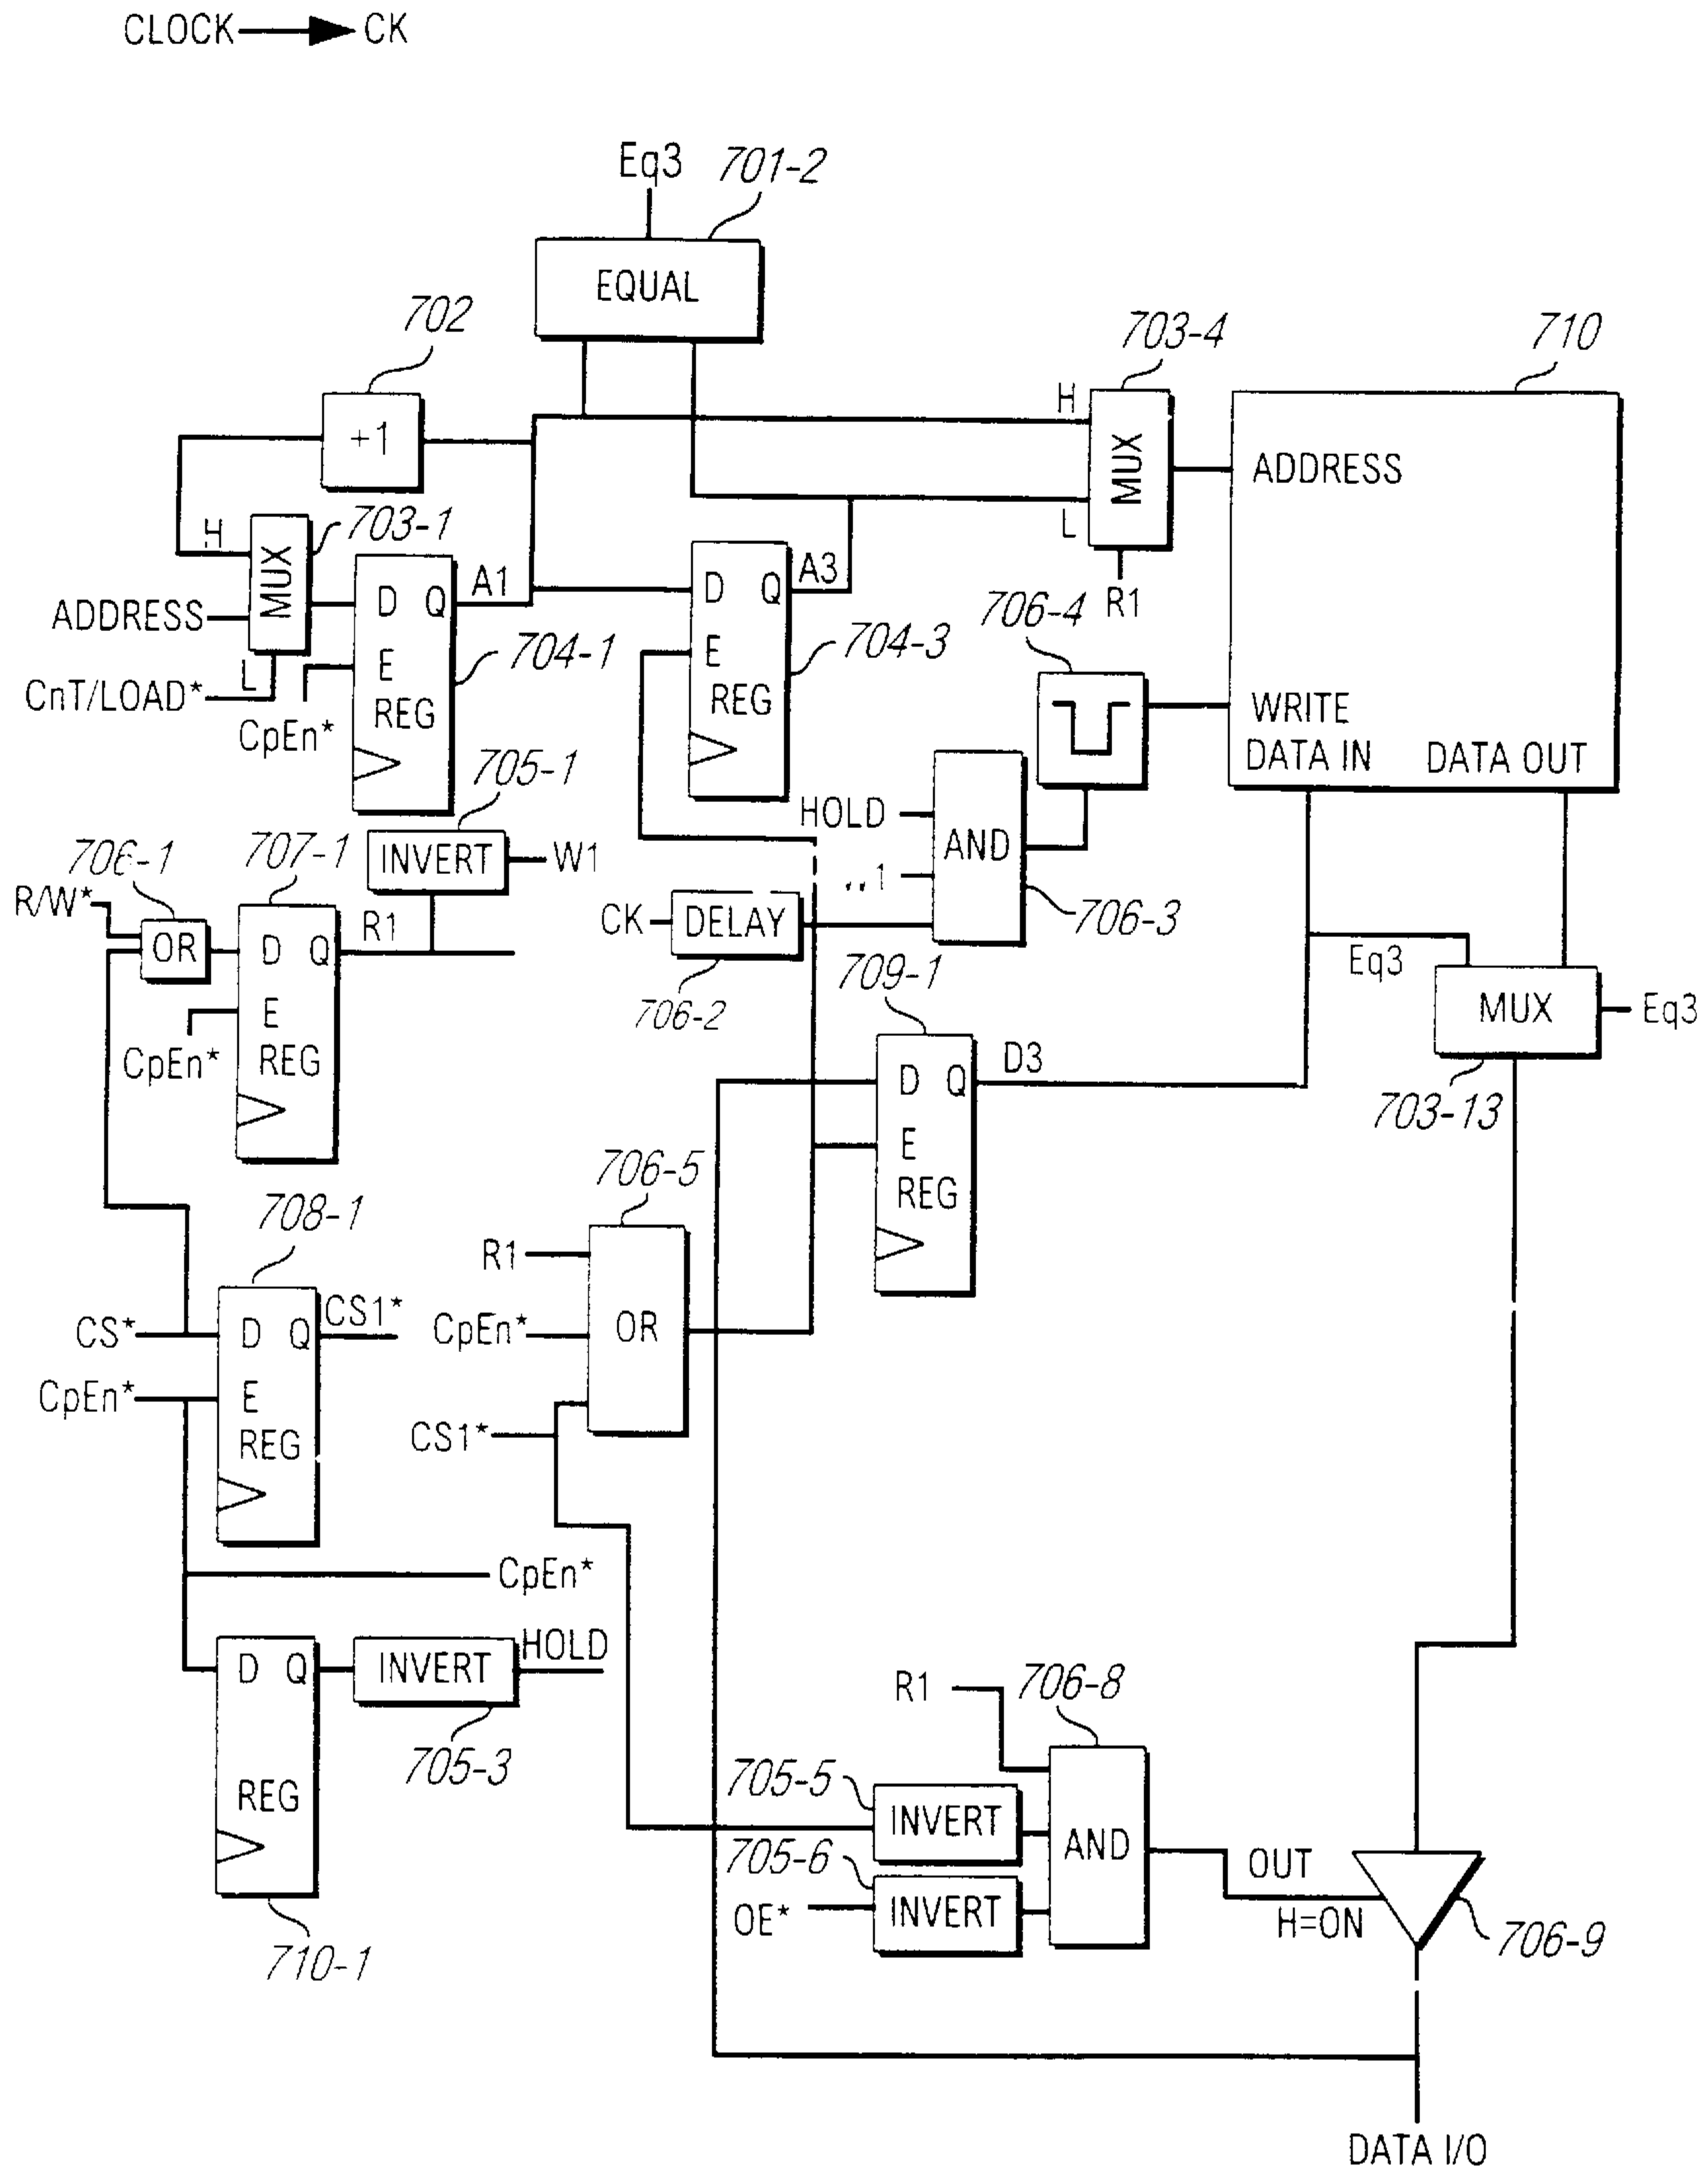 CLOCK CK
Eq3 701-2
EQUAL
702
+1
703-4
710
H
MUX
L
R1
ADDRESS
WRITE
DATA IN DATA OUT
H
703-1
MUX
ADDRESS
L
CnT/LOAD*
CpEn*
D Q A1
E
REG
704-1
D Q A3
E
REG
704-3
706-4
HOLD
AND
706-3
CK DELAY
706-2
705-1
INVERT W1
706-1
R/W*
OR
707-1
D Q R1
E
REG
CpEn*
709-1
D Q D3
E
REG
Eq3
MUX Eq3
703-13
708-1
CS* D Q CS1*
CpEn* E
REG
706-5
R1
CpEn* OR
CS1*
CpEn*
D Q INVERT HOLD
705-3
REG
710-1
R1 706-8
705-5
INVERT
AND
705-6
OE* INVERT
OUT
H=ON
706-9
DATA I/O